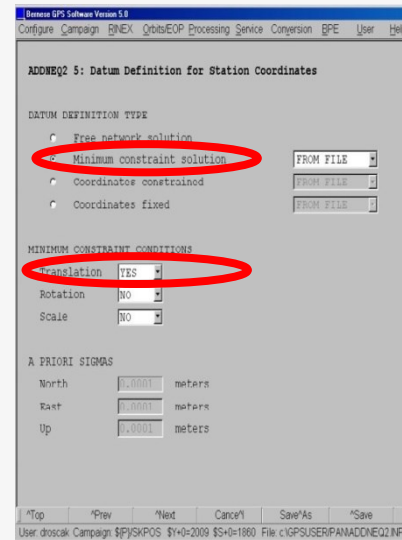 Bernese GPS Software Version 5.0
Configure Campaign RINEX Orbits/EOP Processing Service Conversion BPE User Hel
ADDNEQ2 5: Datum Definition for Station Coordinates
DATUM DEFINITION TYPE
Free network solution
Minimum constraint solution FROM FILE
Coordinates constrained FROM FILE
Coordinates fixed FROM FILE
MINIMUM CONSTRAINT CONDITIONS
Translation YES
Rotation NO
Scale NO
A PRIORI SIGMAS
North 0.0001 meters
East 0.0001 meters
Up 0.0001 meters
^Top ^Prev ^Next Cance^l Save^As ^Save
User: droscak Campaign: ${P}/SKPOS $Y+0=2009 $S+0=1860 File: c:\GPSUSER/PAN/ADDNEQ2.INP